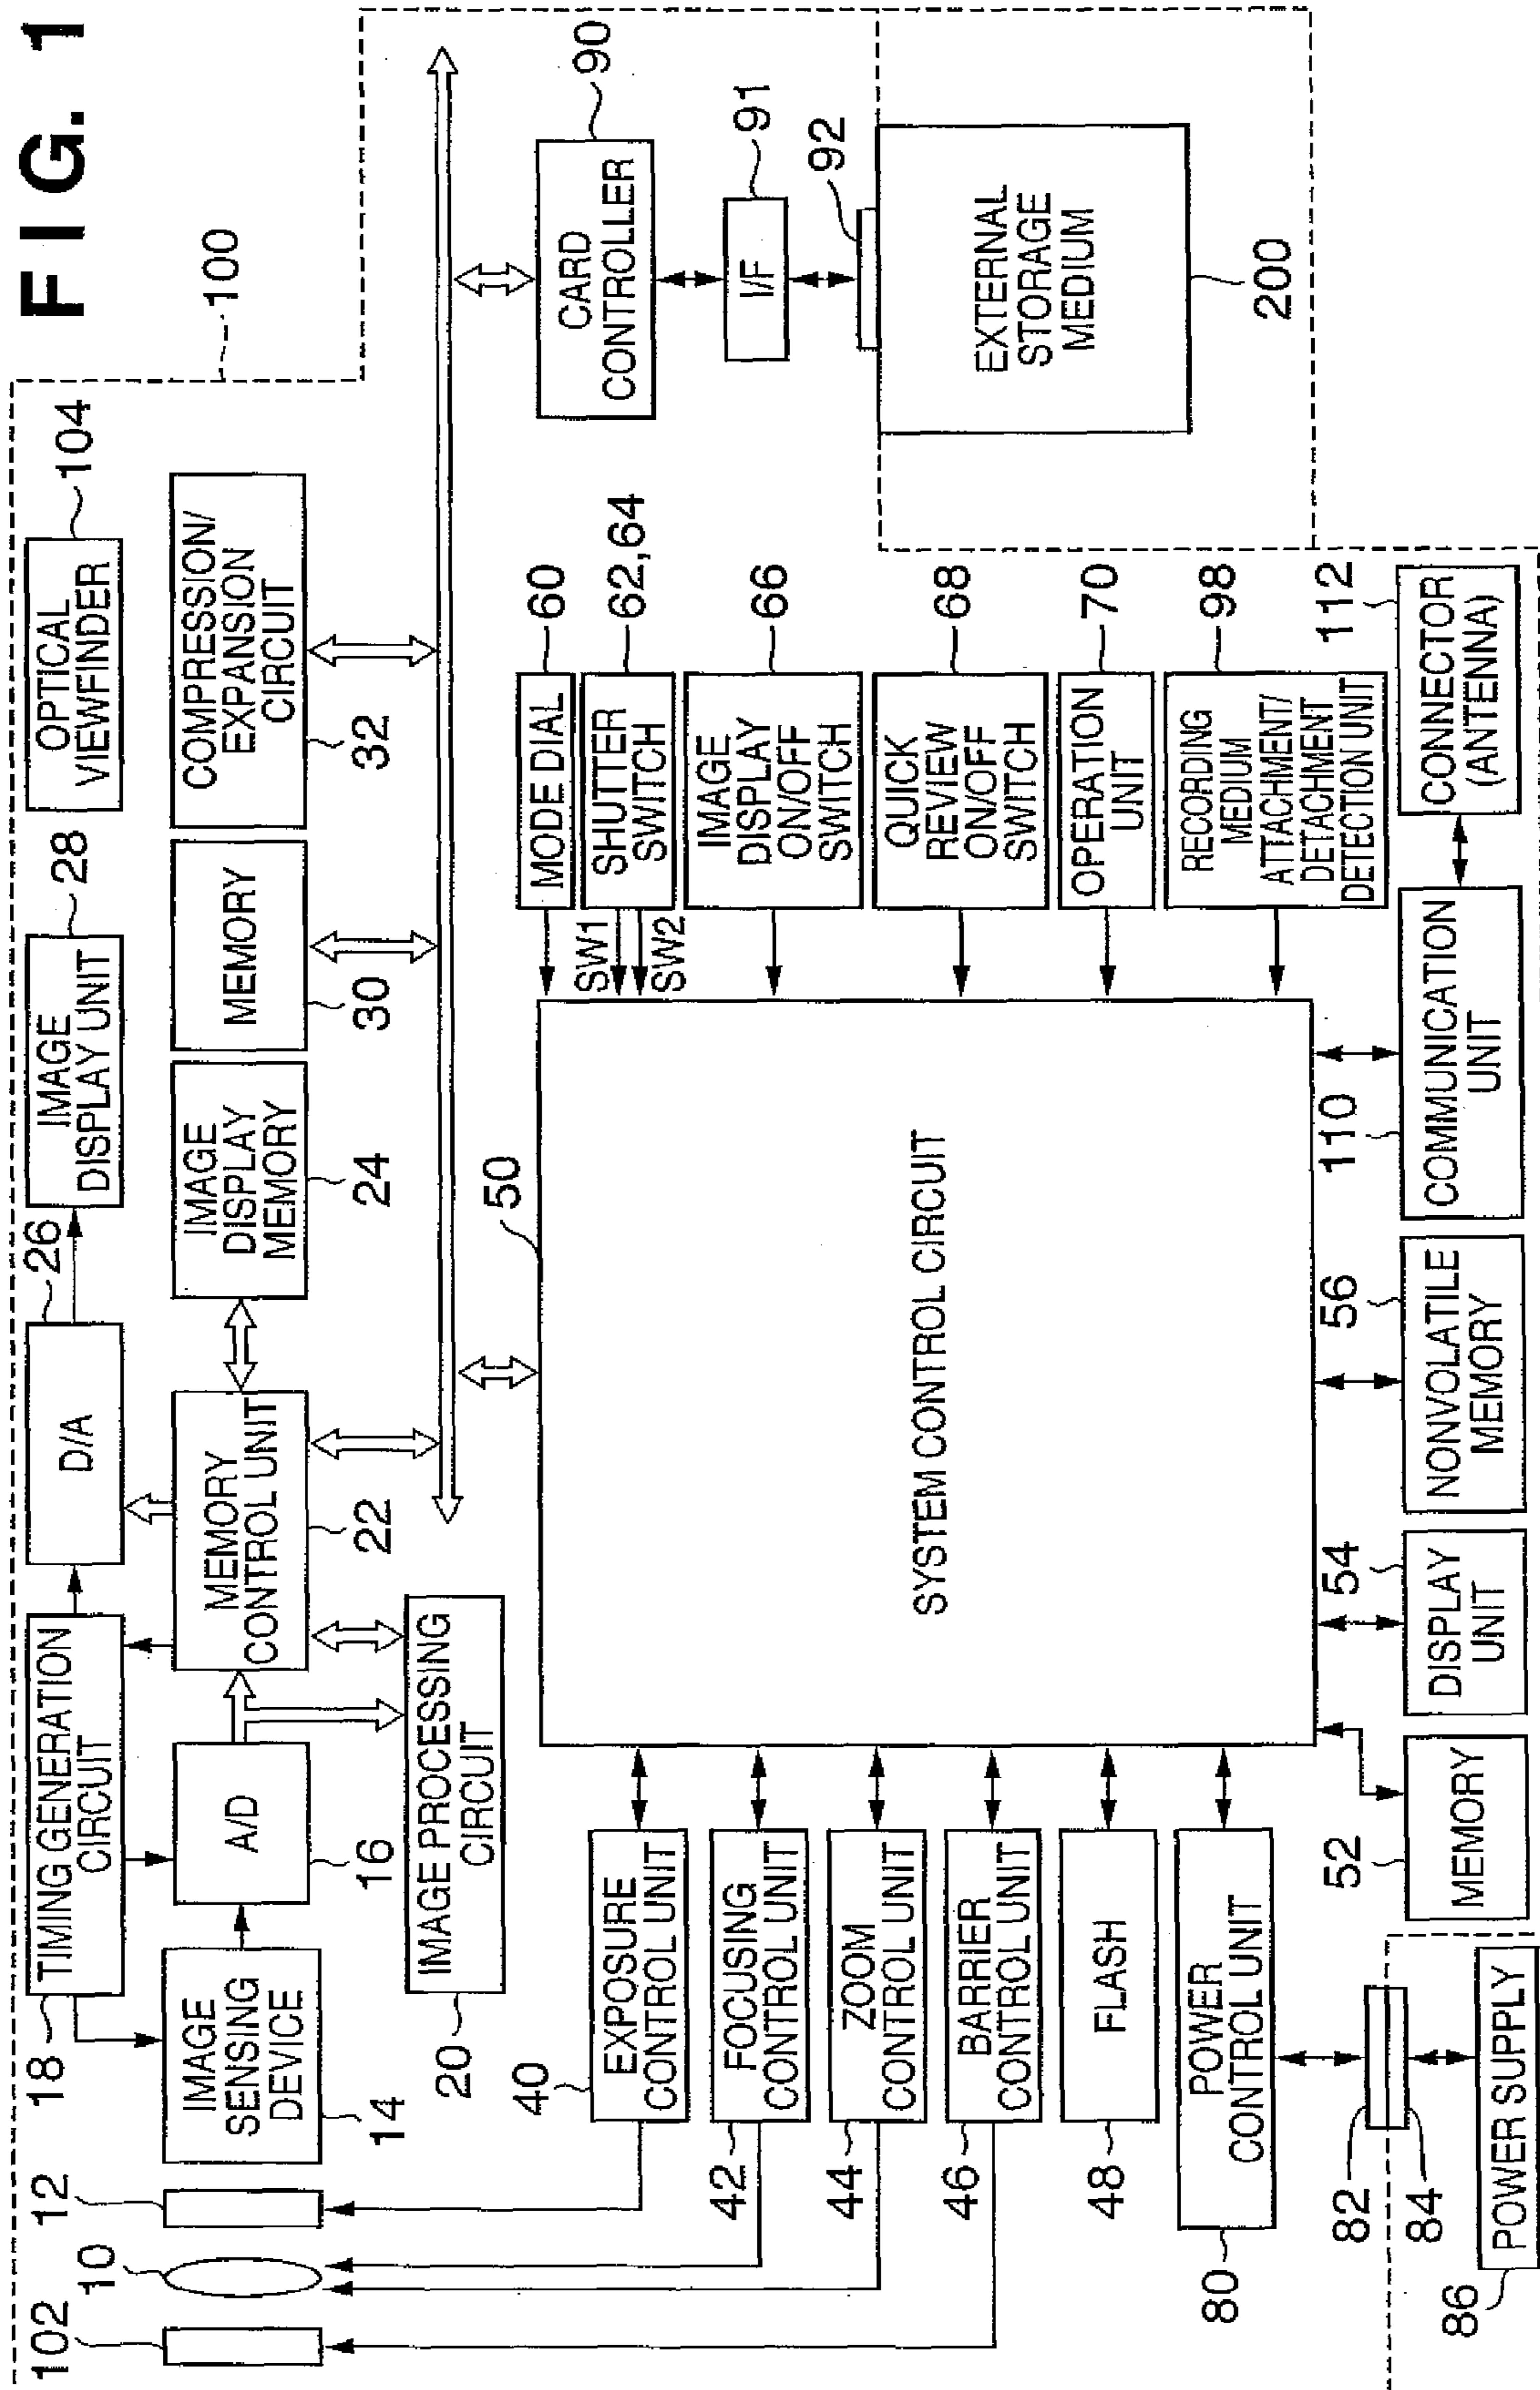 FIG. 1
100
102
10
12
18
TIMING GENERATION
CIRCUIT
D/A
26
IMAGE
DISPLAY UNIT
28
OPTICAL
VIEWFINDER
104
IMAGE
SENSING
DEVICE
14
A/D
16
MEMORY
CONTROL UNIT
22
IMAGE
DISPLAY
MEMORY
24
MEMORY
30
COMPRESSION/
EXPANSION
CIRCUIT
32
IMAGE PROCESSING
CIRCUIT
20
40
EXPOSURE
CONTROL UNIT
42
FOCUSING
CONTROL UNIT
44
ZOOM
CONTROL UNIT
46
BARRIER
CONTROL UNIT
48
FLASH
80
POWER
CONTROL UNIT
82
84
86
POWER SUPPLY
50
SYSTEM CONTROL CIRCUIT
SW1
SW2
MODE DIAL
60
SHUTTER
SWITCH
62,64
IMAGE
DISPLAY
ON/OFF
SWITCH
66
QUICK
REVIEW
ON/OFF
SWITCH
68
OPERATION
UNIT
70
RECORDING
MEDIUM
ATTACHMENT/
DETACHMENT
DETECTION UNIT
98
CARD
CONTROLLER
90
I/F
91
92
EXTERNAL
STORAGE
MEDIUM
200
52
MEMORY
54
DISPLAY
UNIT
56
NONVOLATILE
MEMORY
110
COMMUNICATION
UNIT
112
CONNECTOR
(ANTENNA)